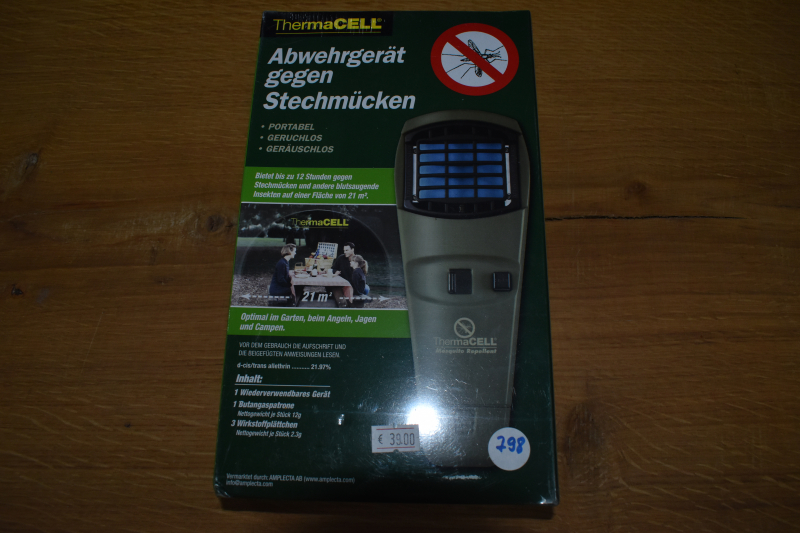 ThermaCELL®
Abwehrgerät
gegen
Stechmücken
• PORTABEL
• GERUCHLOS
• GERÄUSCHLOS
Bietet bis zu 12 Stunden gegen
Stechmücken und andere blutsaugende
Insekten auf einer Fläche von 21 m².
ThermaCELL
21 m²
Optimal im Garten, beim Angeln, Jagen
und Campen.
VOR DEM GEBRAUCH DIE AUFSCHRIFT UND
DIE BEIGEFÜGTEN ANWEISUNGEN LESEN.
d-cis/trans allethrin .......... 21.97%
Inhalt:
1 Wiederverwendbares Gerät
1 Butangaspatrone
Nettogewicht je Stück 12g
3 Wirkstoffplättchen
Nettogewicht je Stück 2.3g
Vermarktet durch: AMPLECTA AB (www.amplecta.com)
info@amplecta.com
ThermaCELL®
Mosquito Repellent
€ 39.00
798